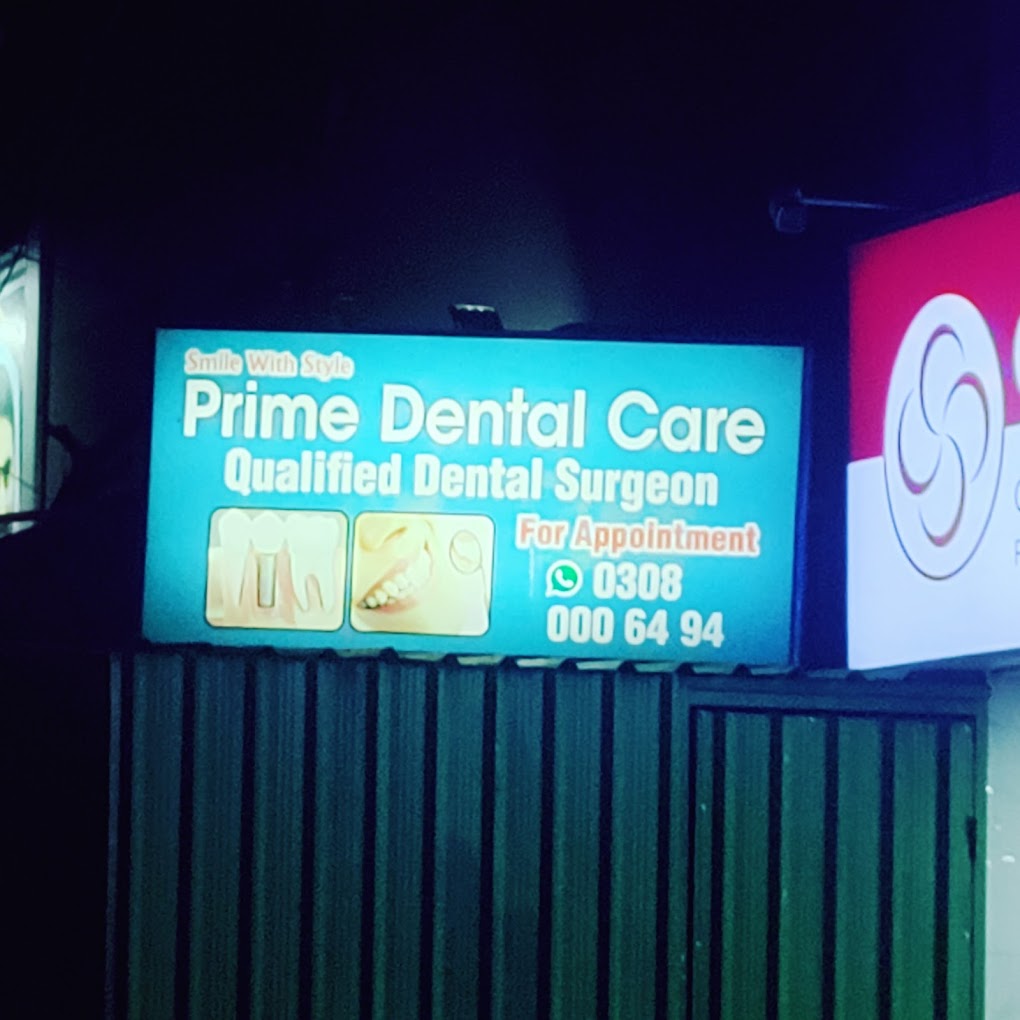 Smile With Style
Prime Dental Care
Qualified Dental Surgeon
For Appointment
0308
000 64 94